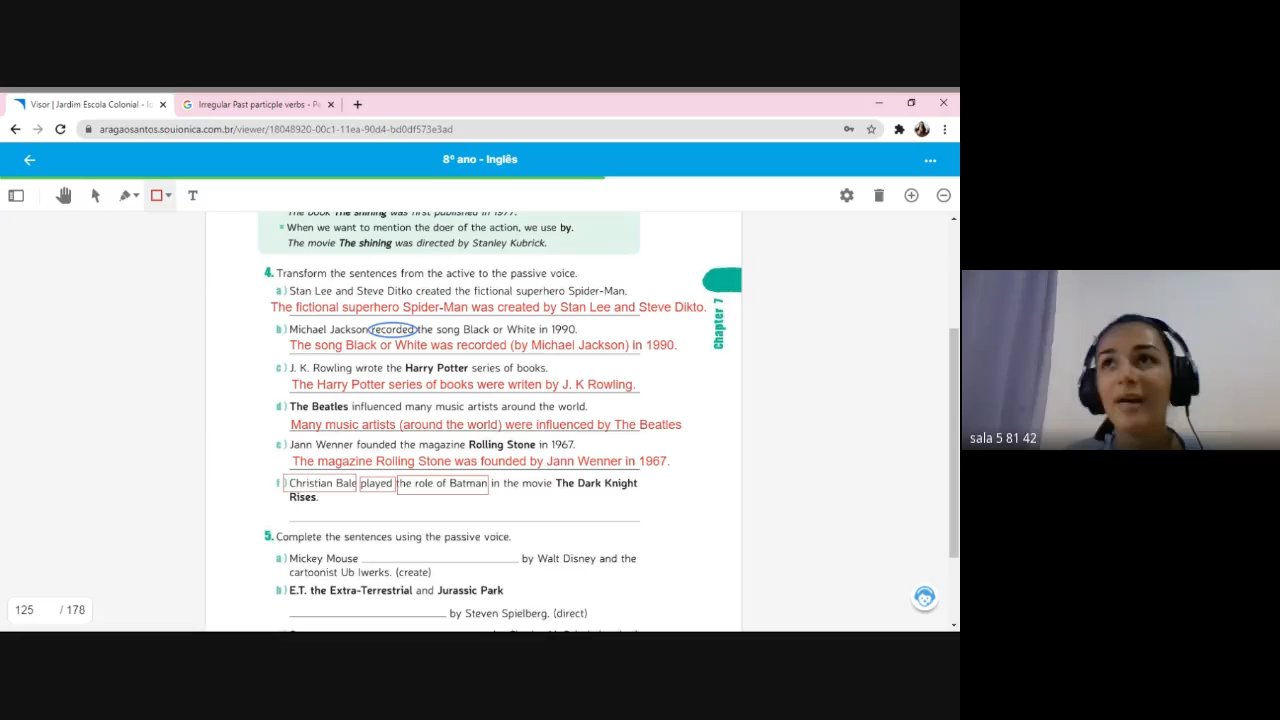 Visor | Jardim Escola Colonial - Io
Irregular Past particple verbs - P
aragaosantos.souionica.com.br/viewer/18048920-00c1-11ea-90d4-bd0df573e3ad
8º ano - Inglês
T
The book The shining was first published in 1977.
When we want to mention the doer of the action, we use by.
The movie The shining was directed by Stanley Kubrick.
4. Transform the sentences from the active to the passive voice.
a) Stan Lee and Steve Ditko created the fictional superhero Spider-Man.
The fictional superhero Spider-Man was created by Stan Lee and Steve Dikto.
b) Michael Jackson recorded the song Black or White in 1990.
The song Black or White was recorded (by Michael Jackson) in 1990.
c) J. K. Rowling wrote the Harry Potter series of books.
The Harry Potter series of books were writen by J. K Rowling.
d) The Beatles influenced many music artists around the world.
Many music artists (around the world) were influenced by The Beatles
e) Jann Wenner founded the magazine Rolling Stone in 1967.
The magazine Rolling Stone was founded by Jann Wenner in 1967.
f) Christian Bale played the role of Batman in the movie The Dark Knight
Rises.
5. Complete the sentences using the passive voice.
a) Mickey Mouse by Walt Disney and the
cartoonist Ub Iwerks. (create)
b) E.T. the Extra-Terrestrial and Jurassic Park
by Steven Spielberg. (direct)
Chapter 7
125 / 178
sala 5 81 42